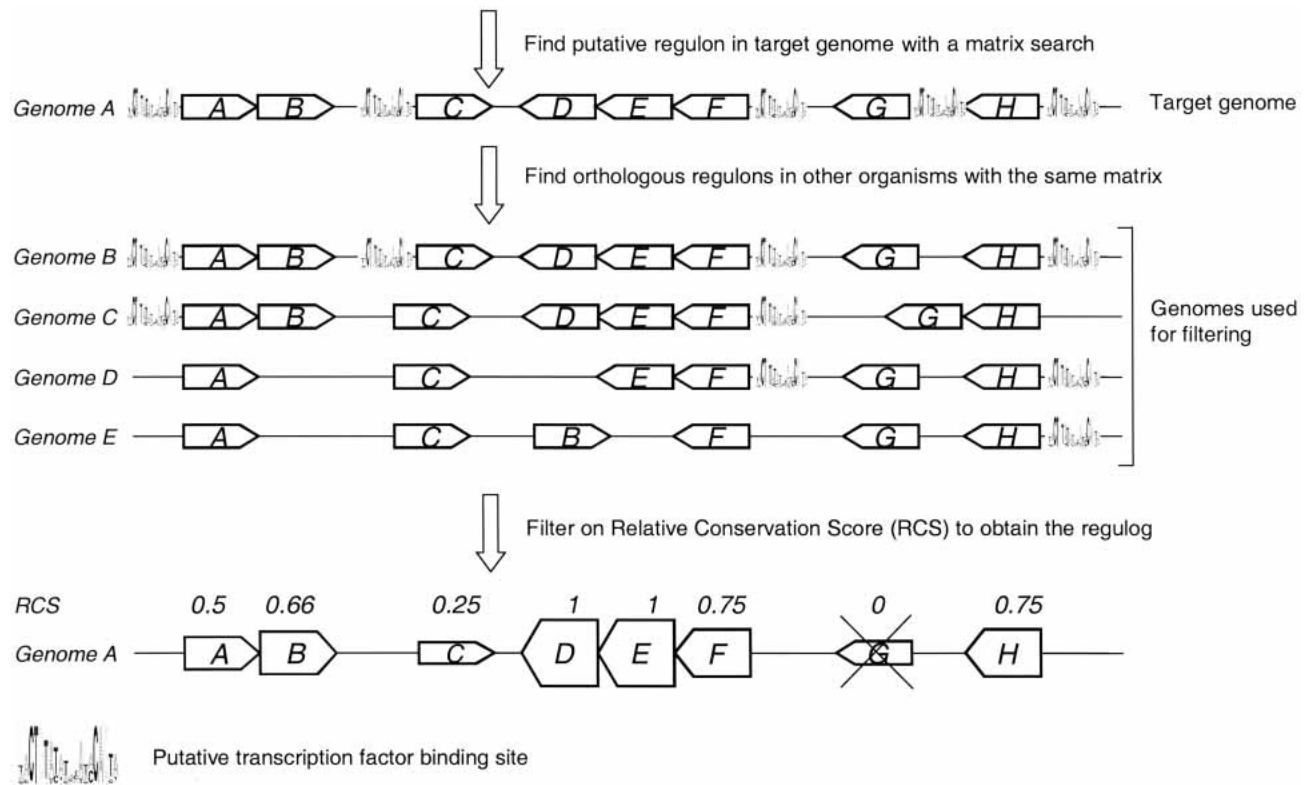 Find putative regulon in target genome with a matrix search
Genome A A B C D E F G H Target genome
Find orthologous regulons in other organisms with the same matrix
Genome B A B C D E F G H
Genome C A B C D E F G H
Genomes used
for filtering
Genome D A C E F G H
Genome E A C B F G H
Filter on Relative Conservation Score (RCS) to obtain the regulog
RCS 0.5 0.66 0.25 1 1 0.75 0 0.75
Genome A A B C D E F G H
Putative transcription factor binding site